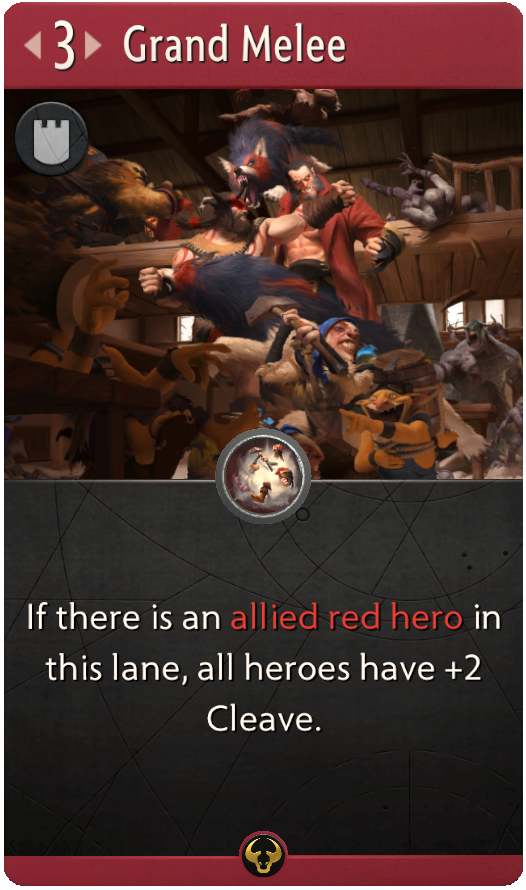 3 Grand Melee
If there is an allied red hero in
this lane, all heroes have +2
Cleave.